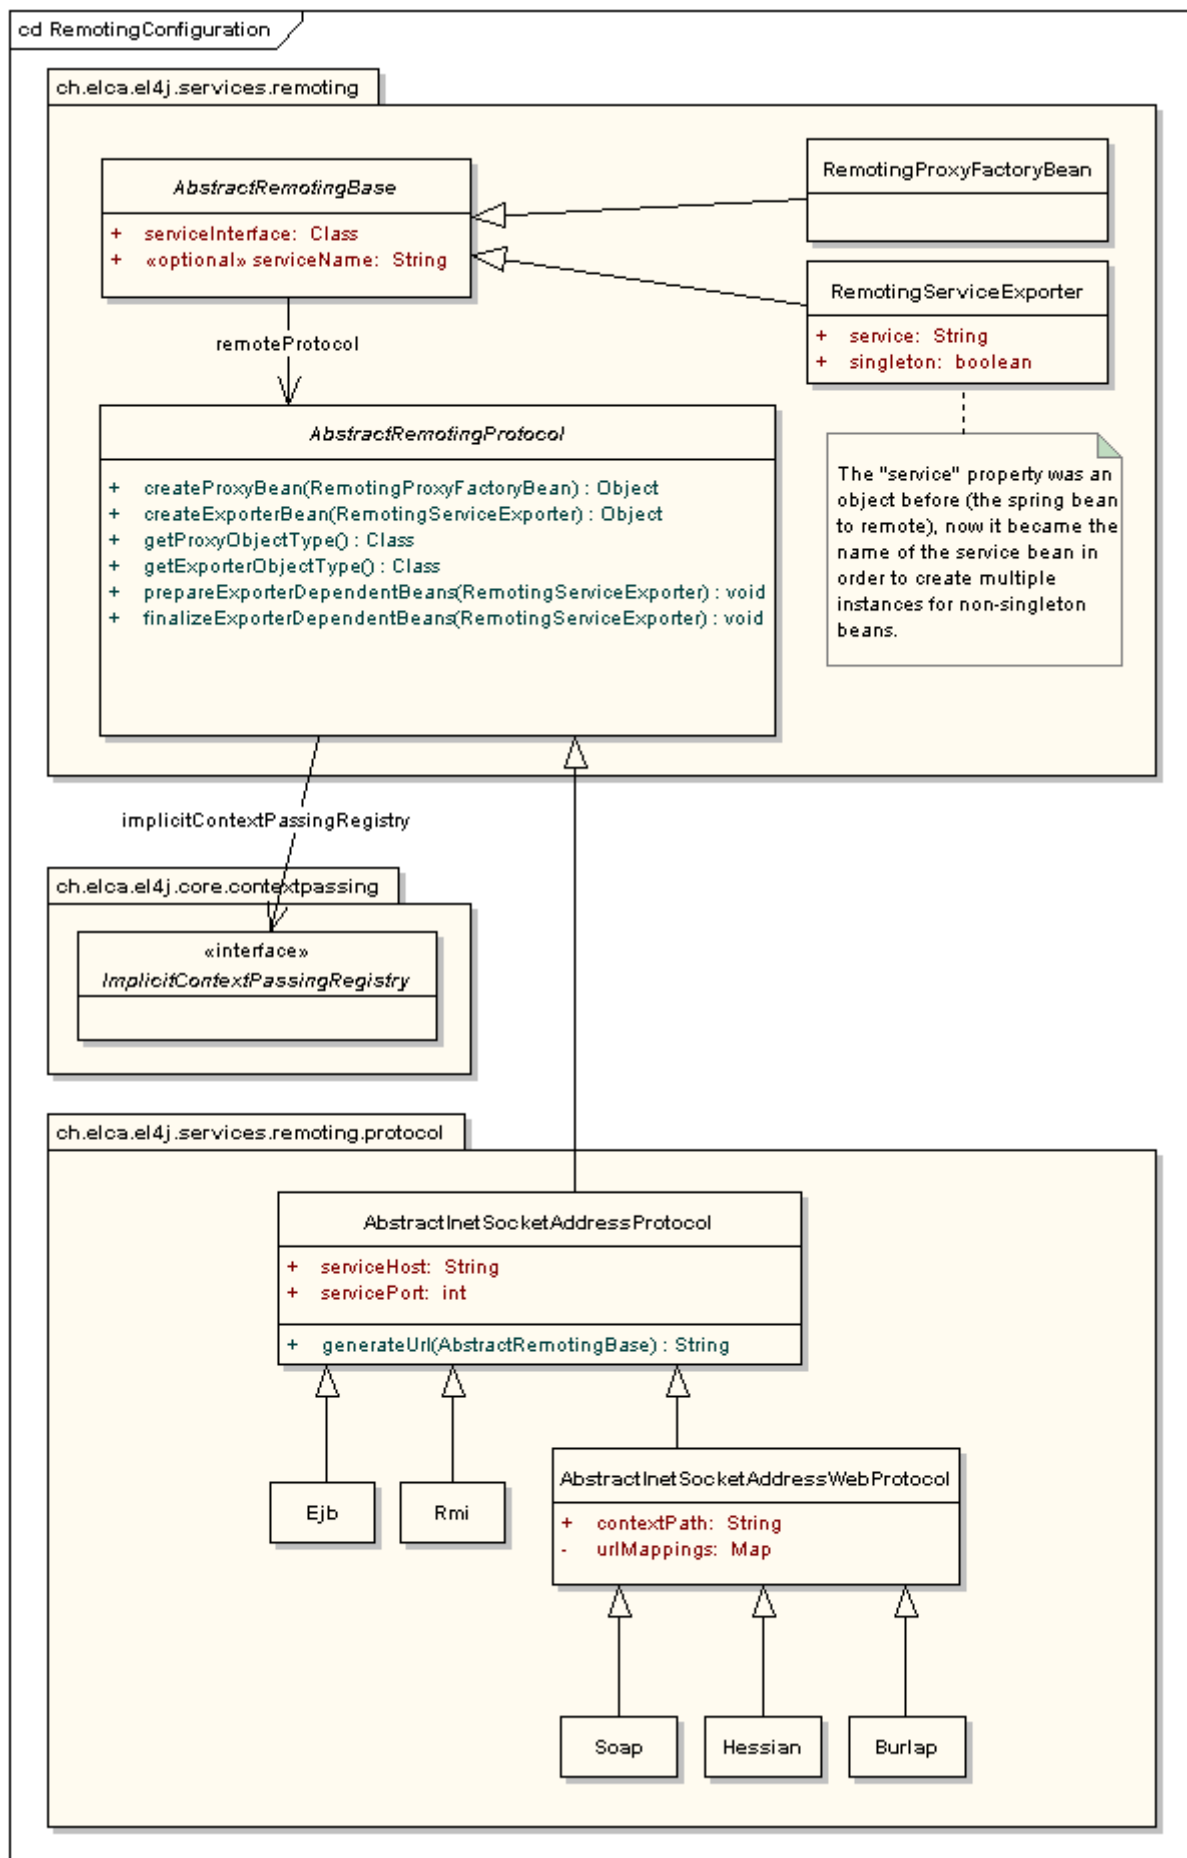 cd RemotingConfiguration
ch.elca.el4j.services.remoting
AbstractRemotingBase
+ serviceInterface: Class
+ «optional» serviceName: String
RemotingProxyFactoryBean
RemotingServiceExporter
+ service: String
+ singleton: boolean
remoteProtocol
AbstractRemotingProtocol
+ createProxyBean(RemotingProxyFactoryBean) : Object
+ createExporterBean(RemotingServiceExporter) : Object
+ getProxyObjectType() : Class
+ getExporterObjectType() : Class
+ prepareExporterDependentBeans(RemotingServiceExporter) : void
+ finalizeExporterDependentBeans(RemotingServiceExporter) : void
The "service" property was an
object before (the spring bean
to remote), now it became the
name of the service bean in
order to create multiple
instances for non-singleton
beans.
implicitContextPassingRegistry
ch.elca.el4j.core.contextpassing
«interface»
ImplicitContextPassingRegistry
ch.elca.el4j.services.remoting.protocol
AbstractInetSocketAddressProtocol
+ serviceHost: String
+ servicePort: int
+ generateUrl(AbstractRemotingBase) : String
Ejb
Rmi
AbstractInetSocketAddressWebProtocol
+ contextPath: String
- urlMappings: Map
Soap
Hessian
Burlap